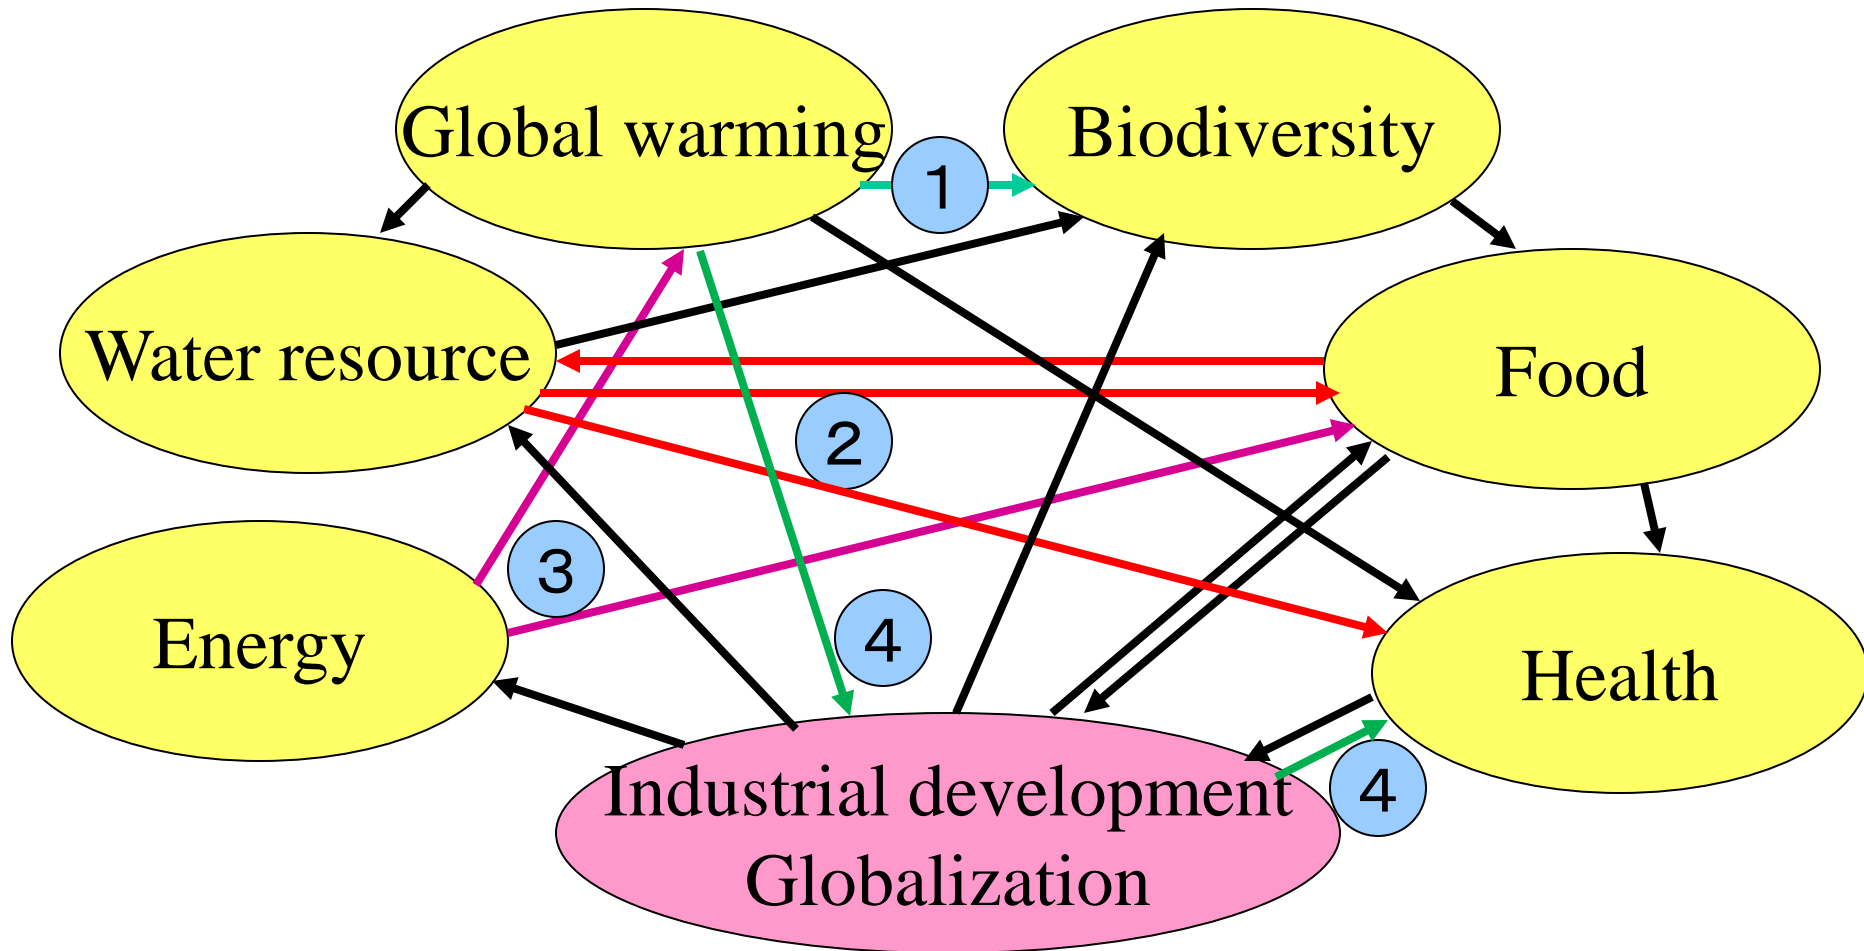 Global warming
Biodiversity
1
Water resource
Food
2
3
Energy
4
Health
4
Industrial development
Globalization